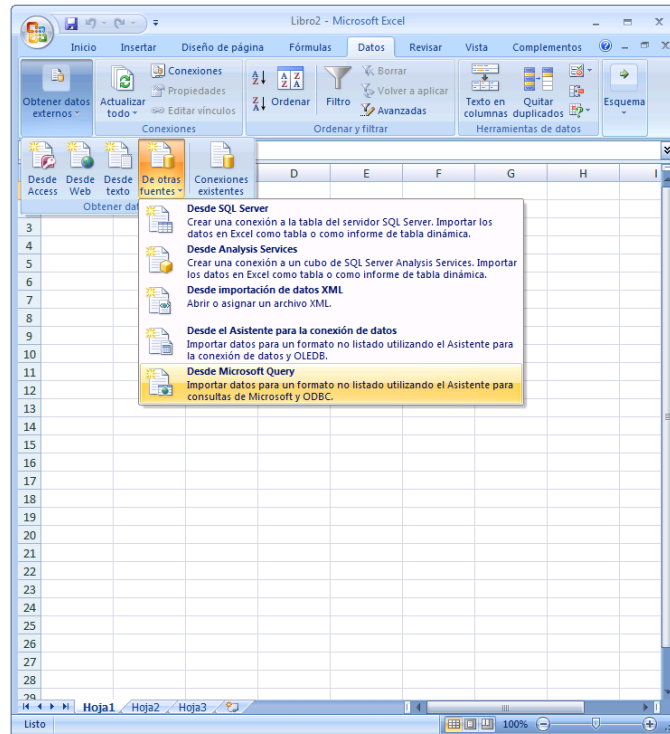 Libro2 - Microsoft Excel
Inicio Insertar Diseño de página Fórmulas Datos Revisar Vista Complementos
Obtener datos externos
Actualizar todo
Conexiones
Propiedades
Editar vínculos
Conexiones
Ordenar
Filtro
Borrar
Volver a aplicar
Avanzadas
Ordenar y filtrar
Texto en columnas
Quitar duplicados
Herramientas de datos
Esquema
Desde Access
Desde Web
Desde texto
De otras fuentes
Conexiones existentes
Obtener dat
D E F G H I
Desde SQL Server
Crear una conexión a la tabla del servidor SQL Server. Importar los
datos en Excel como tabla o como informe de tabla dinámica.
Desde Analysis Services
Crear una conexión a un cubo de SQL Server Analysis Services. Importar
los datos en Excel como tabla o como informe de tabla dinámica.
Desde importación de datos XML
Abrir o asignar un archivo XML.
Desde el Asistente para la conexión de datos
Importar datos para un formato no listado utilizando el Asistente para
la conexión de datos y OLEDB.
Desde Microsoft Query
Importar datos para un formato no listado utilizando el Asistente para
consultas de Microsoft y ODBC.
3
4
5
6
7
8
9
10
11
12
13
14
15
16
17
18
19
20
21
22
23
24
25
26
27
28
29
Hoja1 Hoja2 Hoja3
Listo
100%